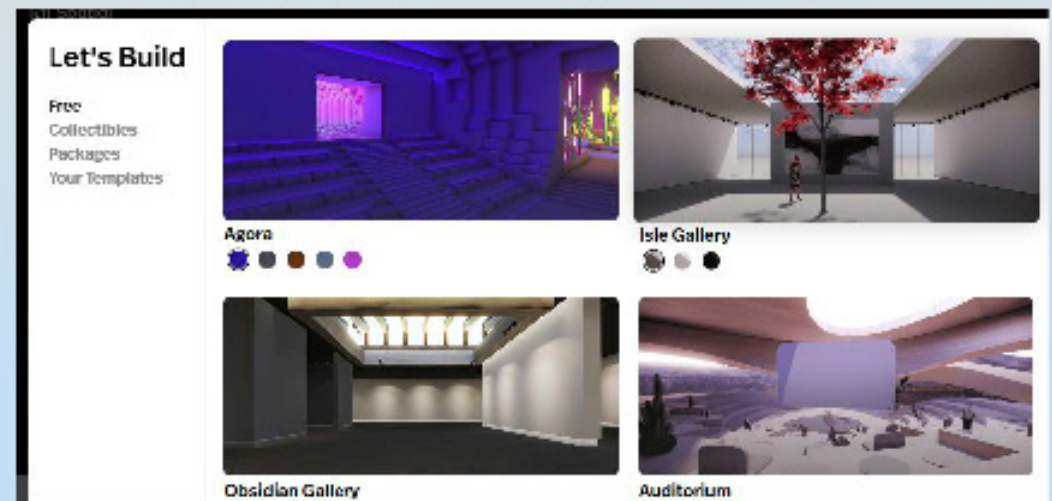 Let's Build
Free
Collectibles
Packages
Your Templates
Agora
Isle Gallery
Obsidian Gallery
Auditorium